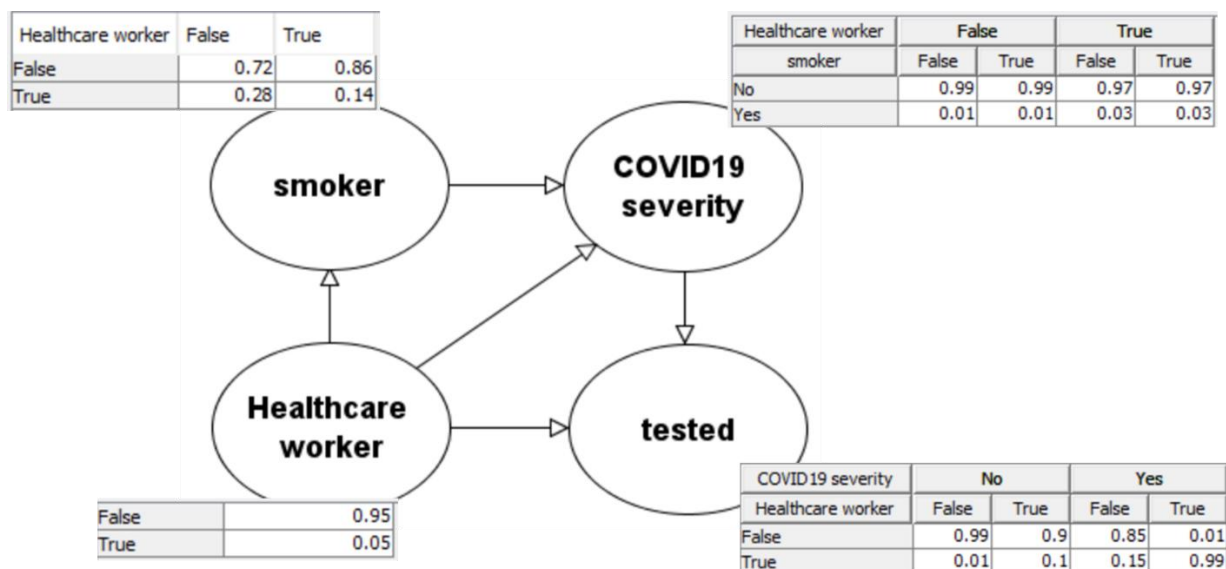 Healthcare worker False True
False 0.72 0.86
True 0.28 0.14
Healthcare worker False True
smoker False True False True
No 0.99 0.99 0.97 0.97
Yes 0.01 0.01 0.03 0.03
smoker
COVID19
severity
Healthcare
worker
tested
False 0.95
True 0.05
COVID19 severity No Yes
Healthcare worker False True False True
False 0.99 0.9 0.85 0.01
True 0.01 0.1 0.15 0.99